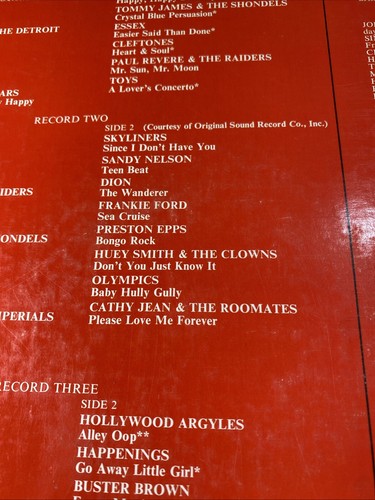 Happy, Happy
TOMMY JAMES & THE SHONDELS
Crystal Blue Persuasion*
HE DETROIT
ESSEX
Easier Said Than Done*
CLEFTONES
Heart & Soul*
PAUL REVERE & THE RAIDERS
Mr. Sun, Mr. Moon
TOYS
A Lover's Concerto*
ARS
y Happy
RECORD TWO
SIDE 2 (Courtesy of Original Sound Record Co., Inc.)
SKYLINERS
Since I Don't Have You
SANDY NELSON
Teen Beat
DION
IDERS
The Wanderer
FRANKIE FORD
Sea Cruise
PRESTON EPPS
ONDELS
Bongo Rock
HUEY SMITH & THE CLOWNS
Don't You Just Know It
OLYMPICS
Baby Hully Gully
CATHY JEAN & THE ROOMATES
PERIALS
Please Love Me Forever
RECORD THREE
SIDE 2
HOLLYWOOD ARGYLES
Alley Oop**
HAPPENINGS
Go Away Little Girl*
BUSTER BROWN